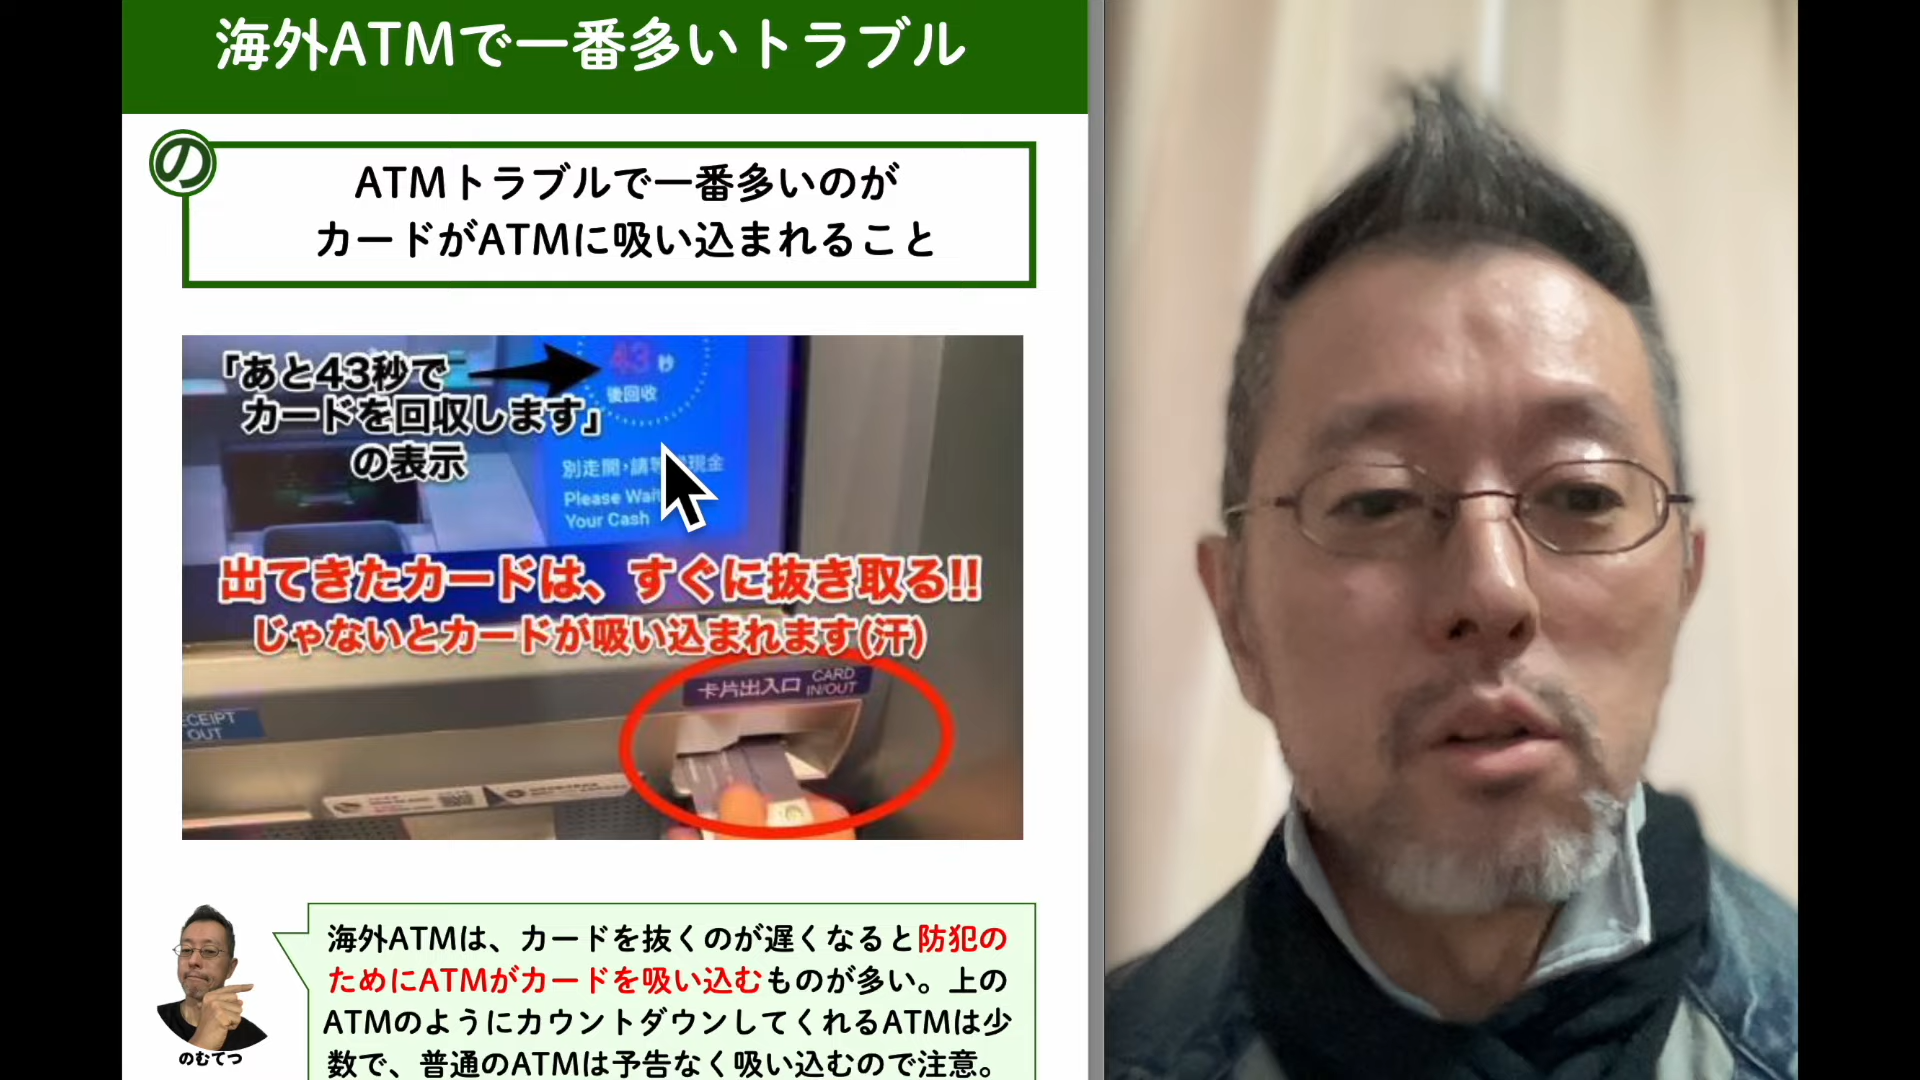 海外ATMで一番多いトラブル
の
ATMトラブルで一番多いのが
カードがATMに吸い込まれること
「あと43秒で
カードを回収します」
の表示
43 秒
後回收
別走開,請 現金
Please Wait
Your Cash
出てきたカードは、すぐに抜き取る!!
じゃないとカードが吸い込まれます(汗)
卡片出入口 CARD
IN/OUT
ECEIPT
OUT
海外ATMは、カードを抜くのが遅くなると防犯の
ためにATMがカードを吸い込むものが多い。上の
ATMのようにカウントダウンしてくれるATMは少
数で、普通のATMは予告なく吸い込むので注意。
のむてつ